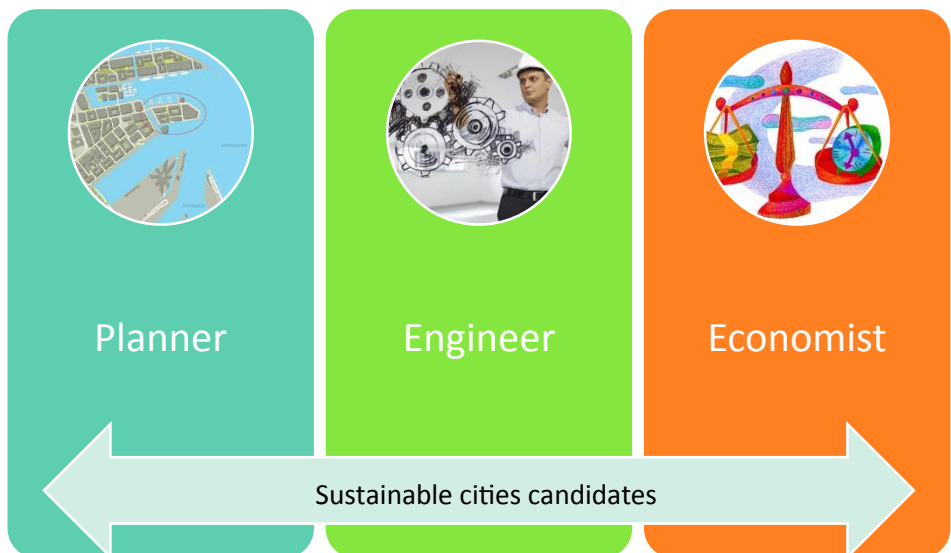 Planner
Engineer
Economist
Sustainable cities candidates